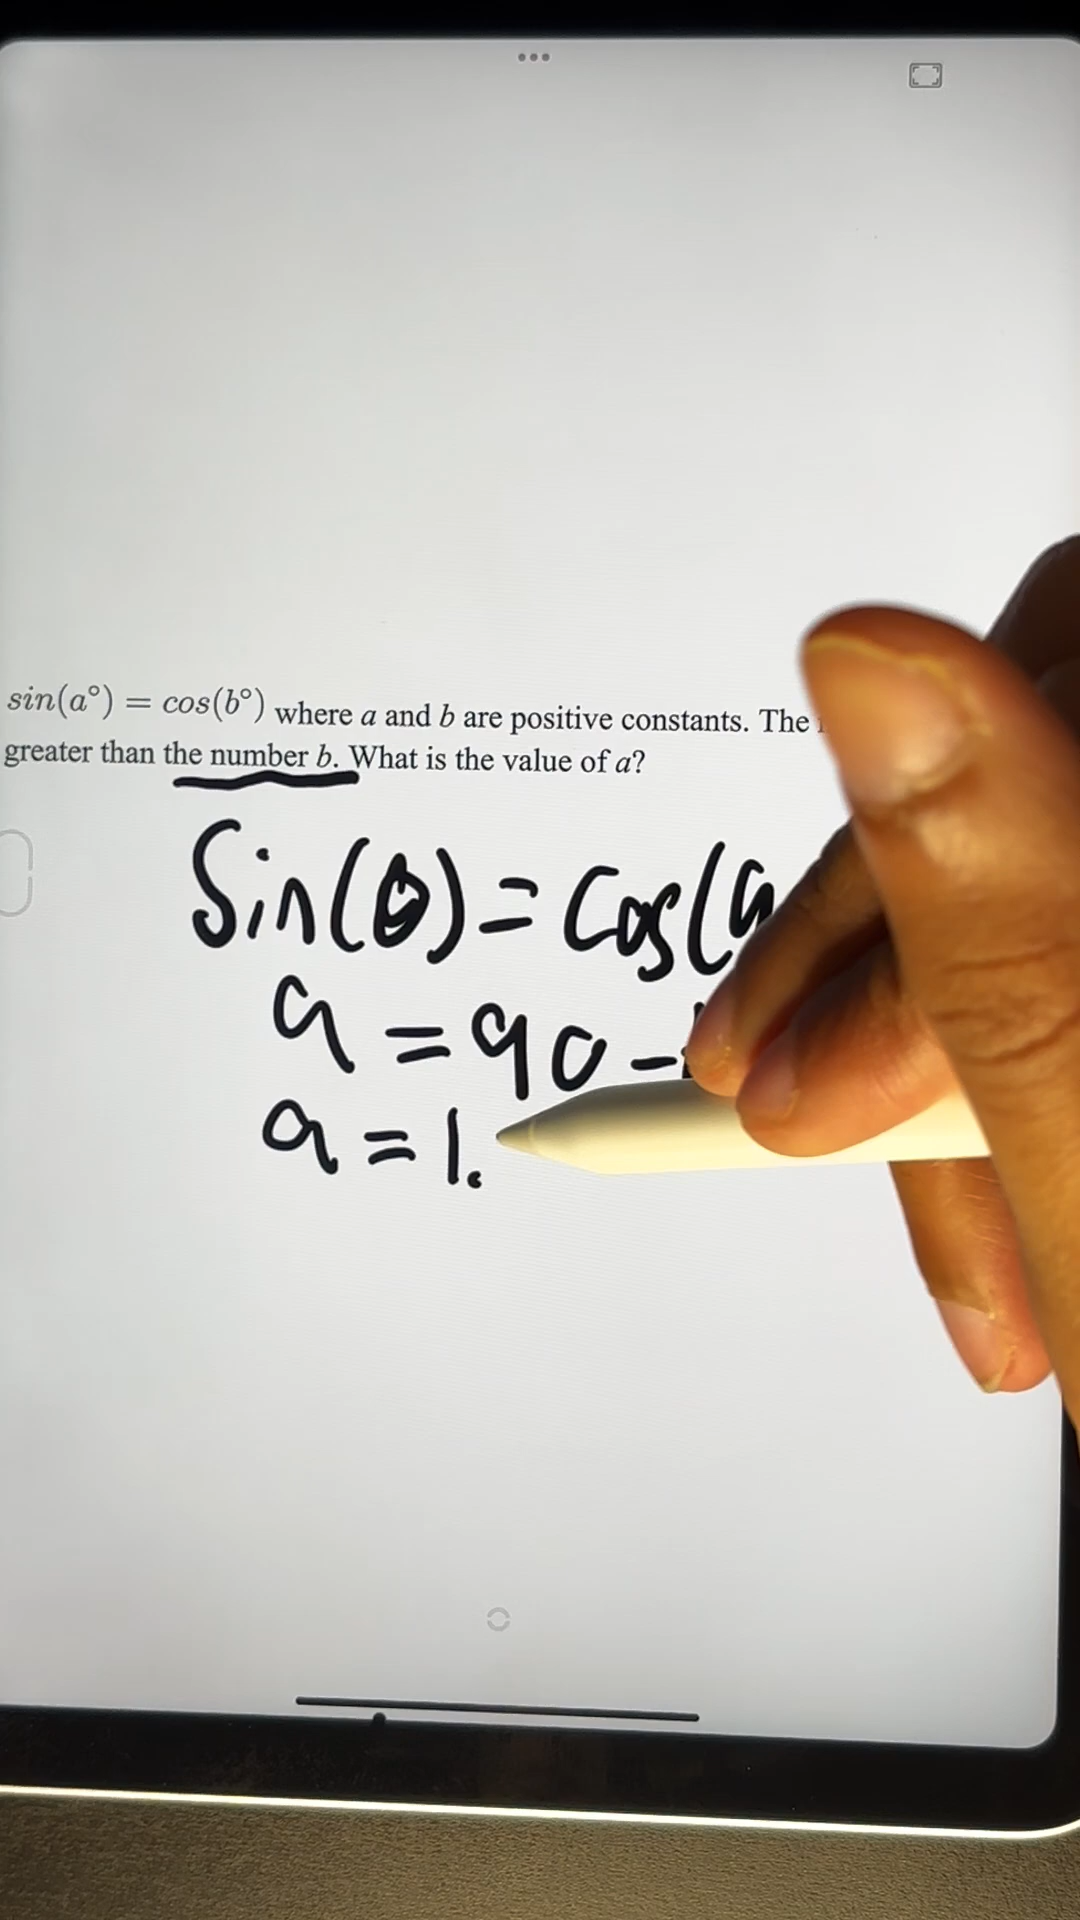 sin(a°) = cos(b°) where a and b are positive constants. The
greater than the number b. What is the value of a?
Sin(θ)=Cos(9
a = 90 -
a = 1.